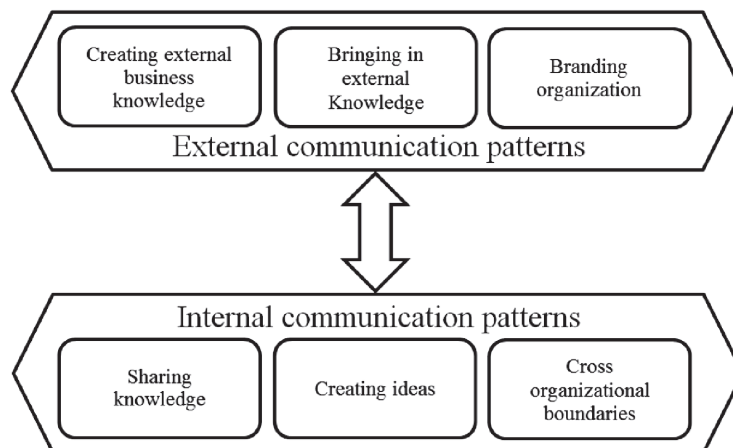 Creating external
business
knowledge
Bringing in
external
Knowledge
Branding
organization
External communication patterns
Internal communication patterns
Sharing
knowledge
Creating ideas
Cross
organizational
boundaries